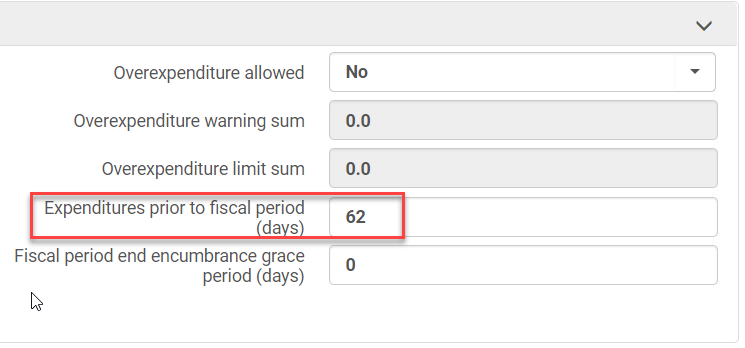 Overexpenditure allowed No
Overexpenditure warning sum 0.0
Overexpenditure limit sum 0.0
Expenditures prior to fiscal period
(days) 62
Fiscal period end encumbrance grace
period (days) 0